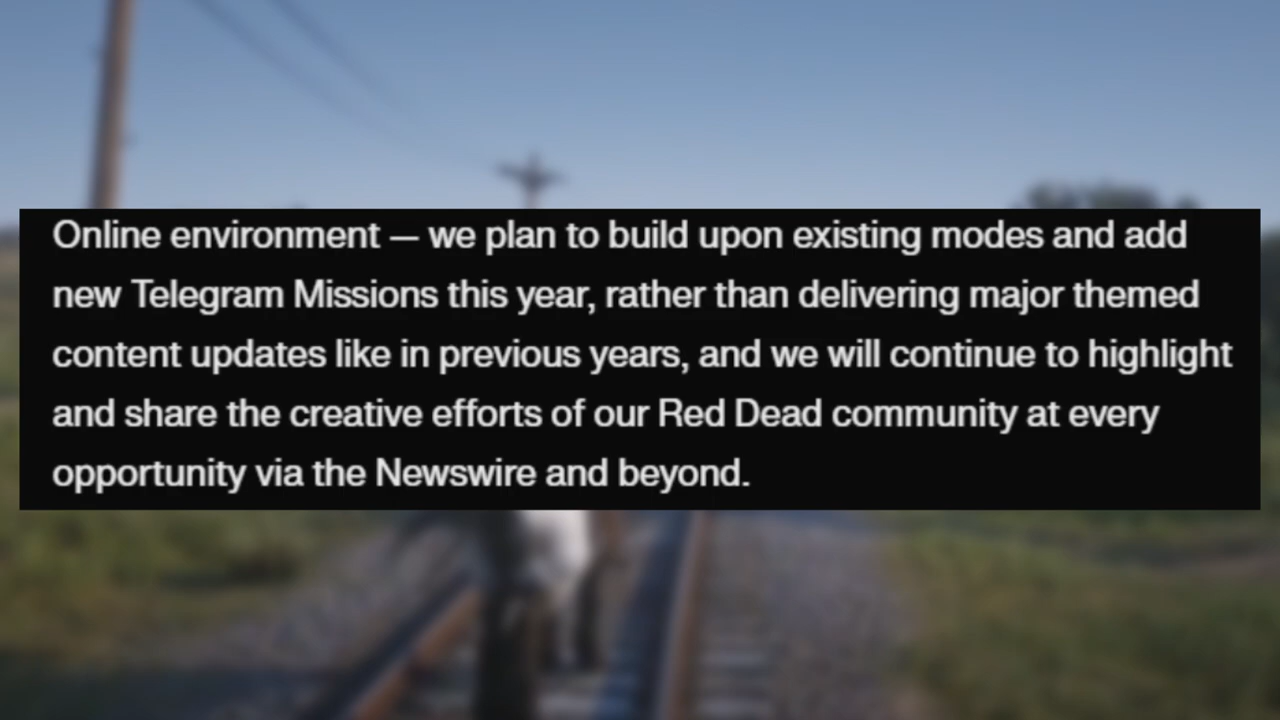 Online environment — we plan to build upon existing modes and add
new Telegram Missions this year, rather than delivering major themed
content updates like in previous years, and we will continue to highlight
and share the creative efforts of our Red Dead community at every
opportunity via the Newswire and beyond.